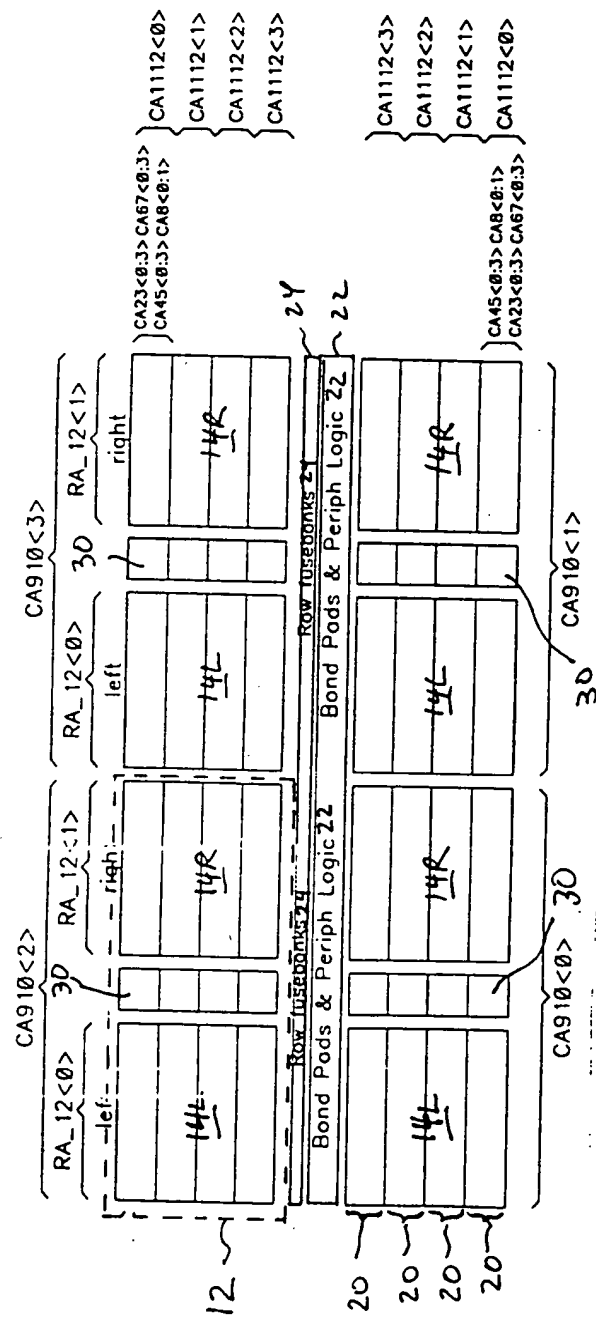 CA910<2> CA910<3>
RA_12<0> 30 RA_12<1> RA_12<0> 30 RA_12<1>
left right left right
CA23<0:3>CA67<0:3>
CA45<0:3>CA8<0:1>
CA1112<0>
CA1112<1>
CA1112<2>
CA1112<3>
14L 14R 14L 14R
12
Row fusebanks 24 Row fusebanks 24 24
Bond Pads & Periph Logic 22 Bond Pads & Periph Logic 22 22
14L 14R 14L 14R
CA1112<3>
CA1112<2>
CA1112<1>
CA1112<0>
20
20
20
20
CA45<0:3>CA8<0:1>
CA23<0:3>CA67<0:3>
CA910<0> 30 CA910<1>
30